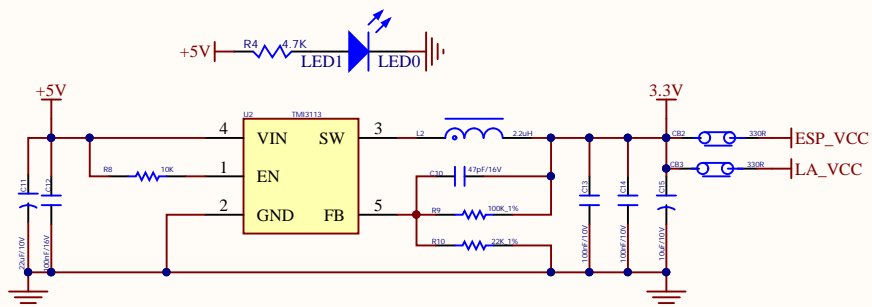 R4 4.7K
+5V
LED1 LED0
+5V
3.3V
U2 TMI3113
4 VIN SW 3
L2 2.2uH
CB2 330R ESP_VCC
CB3 330R LA_VCC
R8 10K
1 EN
C10 47pF/16V
2 GND FB 5
R9 100K_1%
R10 22K_1%
C11 22uF/10V
C12
C13 100nF/10V
C14 100nF/10V
C15 10uF/10V